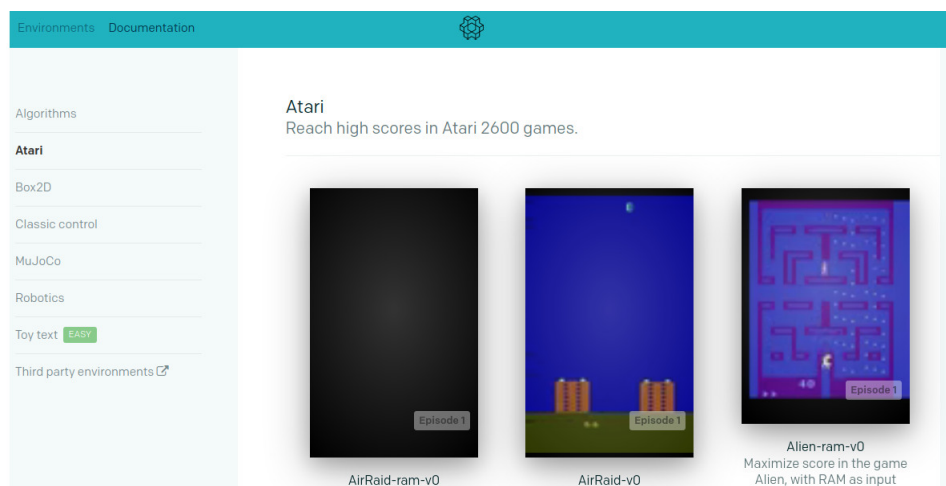 Environments Documentation
Algorithms
Atari
Box2D
Classic control
MuJoCo
Robotics
Toy text EASY
Third party environments
Atari
Reach high scores in Atari 2600 games.
Episode 1
AirRaid-ram-v0
Episode 1
AirRaid-v0
40
Episode 1
Alien-ram-v0
Maximize score in the game
Alien, with RAM as input